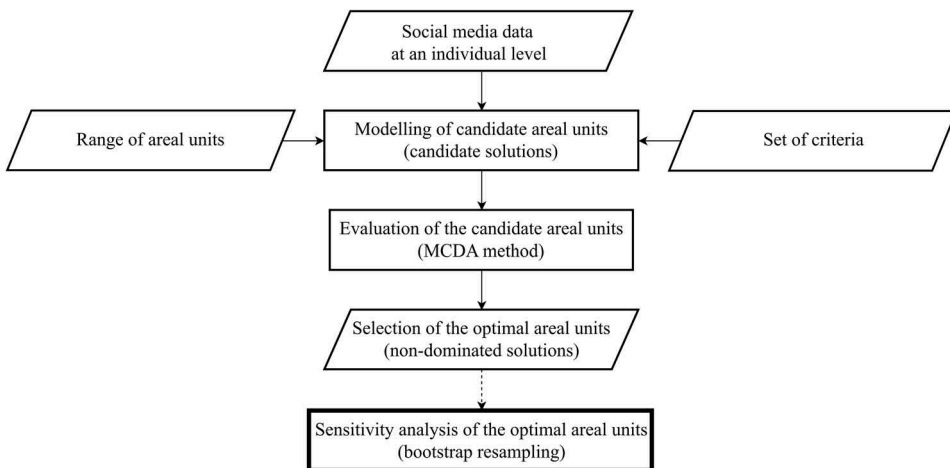 Social media data
at an individual level
Range of areal units
Modelling of candidate areal units
(candidate solutions)
Set of criteria
Evaluation of the candidate areal units
(MCDA method)
Selection of the optimal areal units
(non-dominated solutions)
Sensitivity analysis of the optimal areal units
(bootstrap resampling)